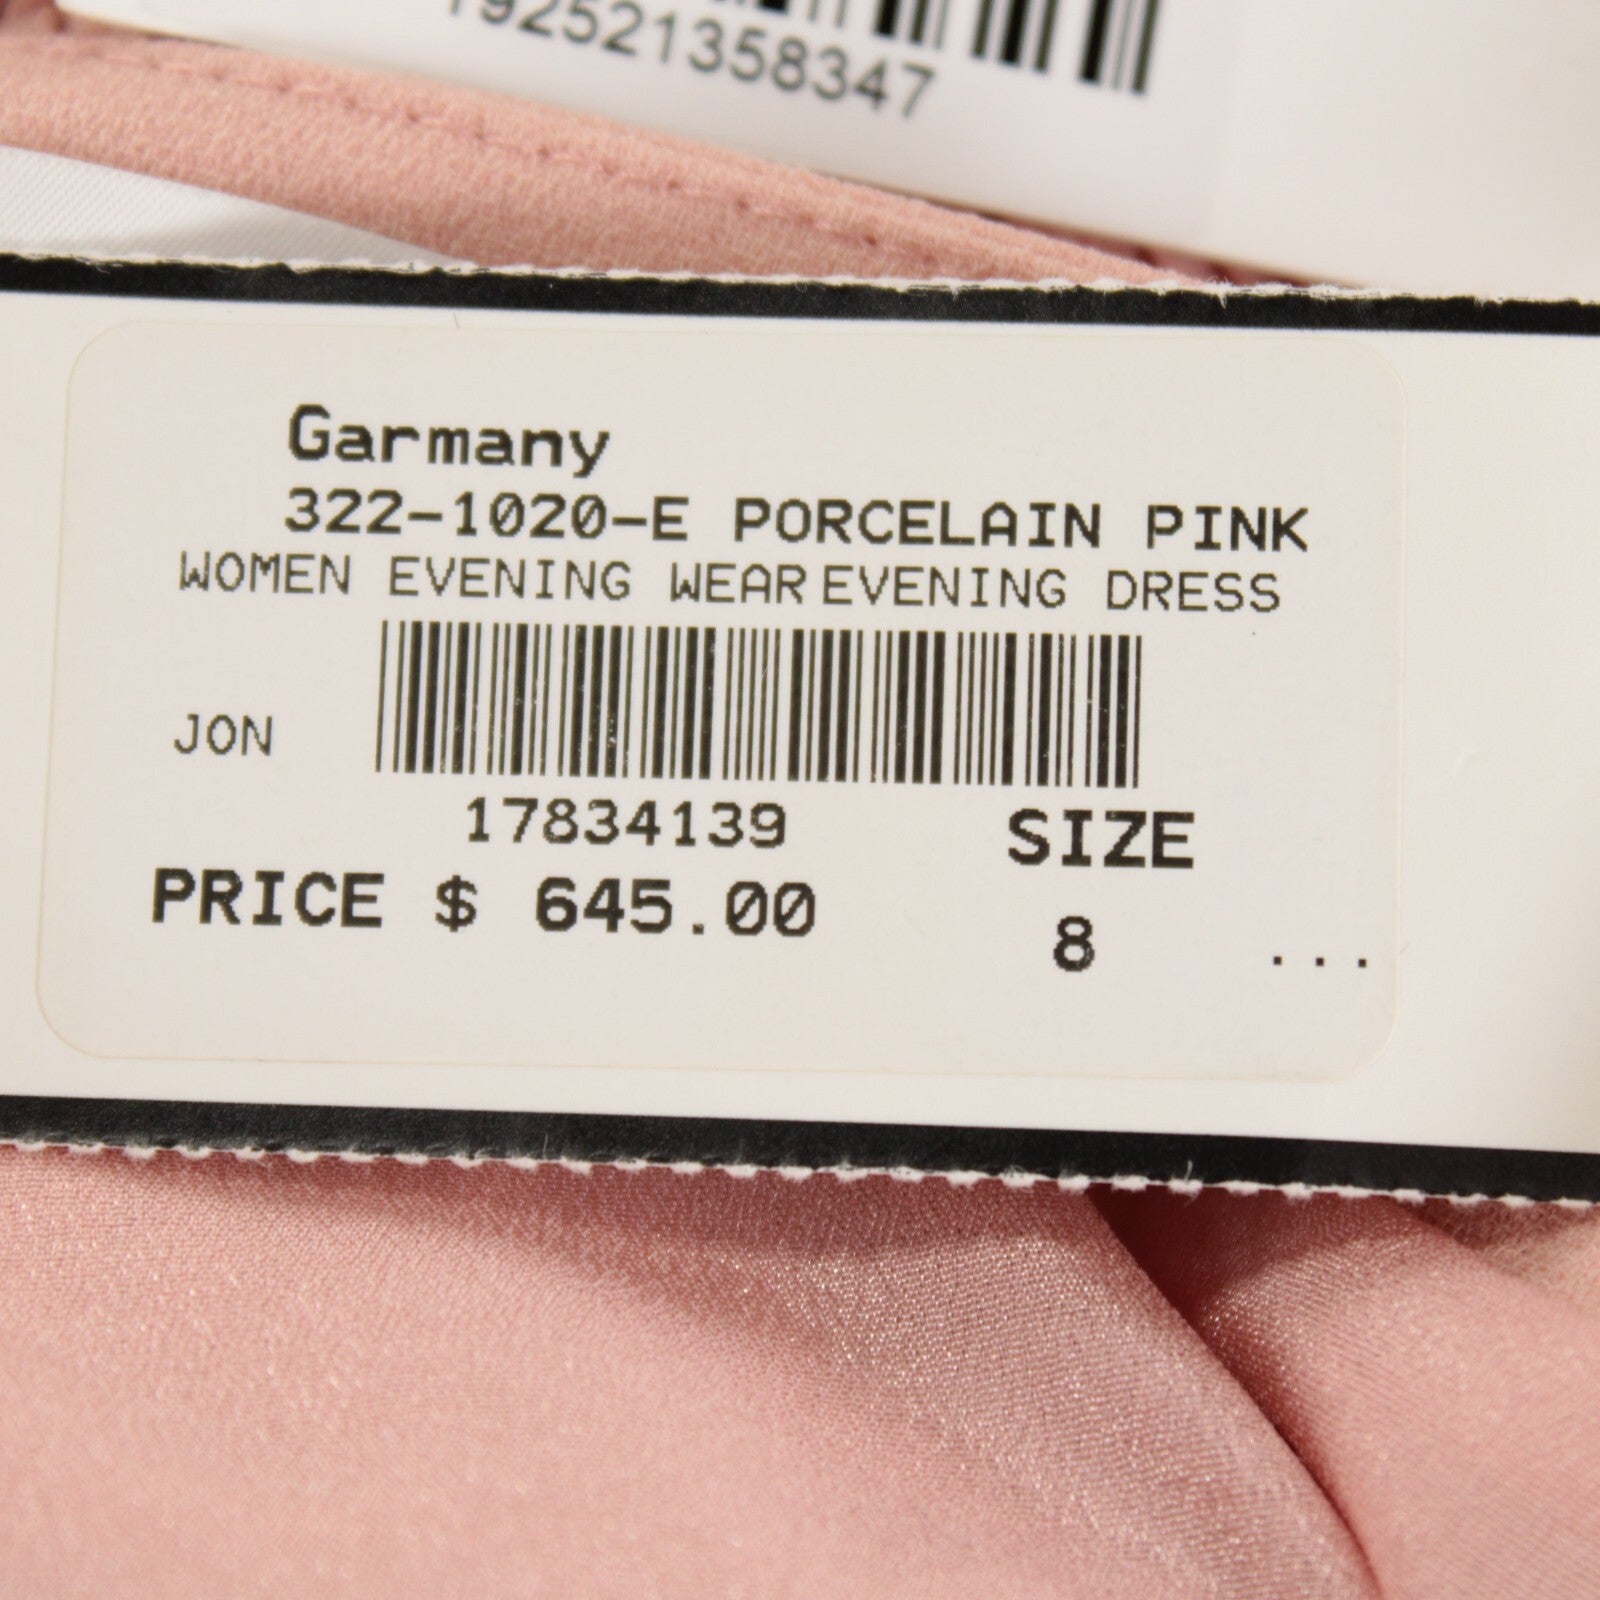 192521358347
Garmany
322-1020-E PORCELAIN PINK
WOMEN EVENING WEAR EVENING DRESS
JON
17834139
SIZE
PRICE $ 645.00
8 ...